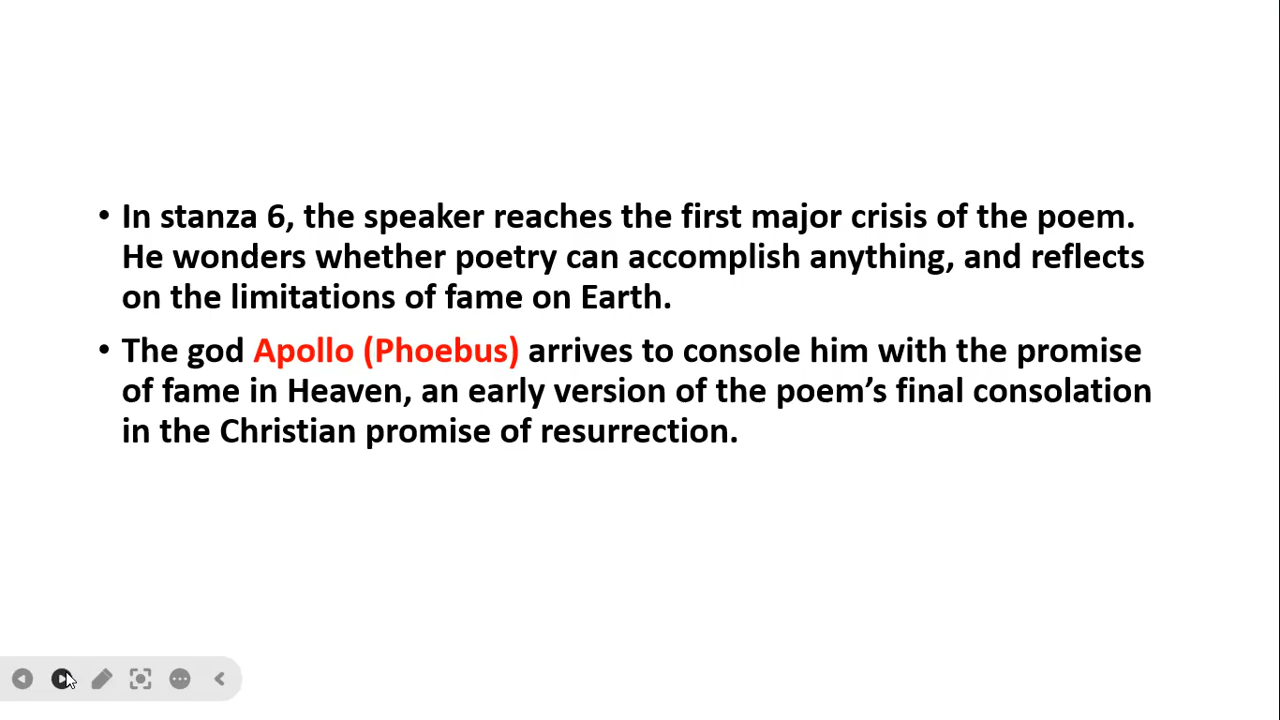 • In stanza 6, the speaker reaches the first major crisis of the poem.
He wonders whether poetry can accomplish anything, and reflects
on the limitations of fame on Earth.
• The god Apollo (Phoebus) arrives to console him with the promise
of fame in Heaven, an early version of the poem’s final consolation
in the Christian promise of resurrection.